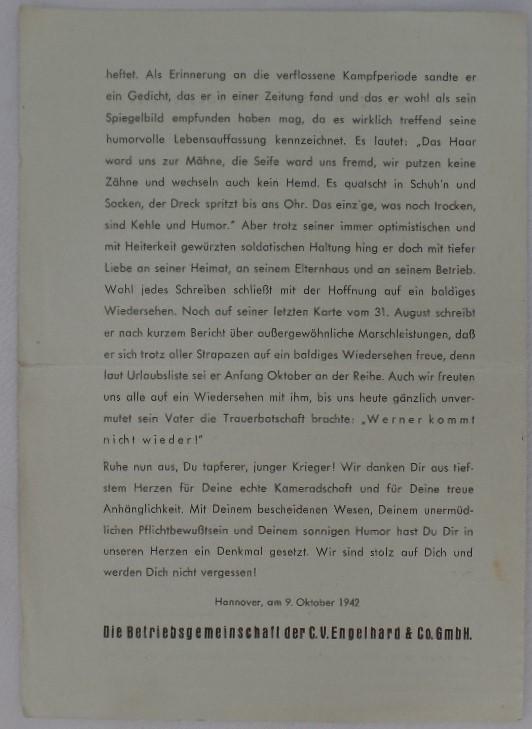 heftet. Als Erinnerung an die verflossene Kampfperiode sandte er
ein Gedicht, das er in einer Zeitung fand und das er wohl als sein
Spiegelbild empfunden haben mag, da es wirklich treffend seine
humorvolle Lebensauffassung kennzeichnet. Es lautet: „Das Haar
ward uns zur Mähne, die Seife ward uns fremd, wir putzen keine
Zähne und wechseln auch kein Hemd. Es quatscht in Schuh'n und
Socken, der Dreck spritzt bis ans Ohr. Das einz'ge, was noch trocken,
sind Kehle und Humor.“ Aber trotz seiner immer optimistischen und
mit Heiterkeit gewürzten soldatischen Haltung hing er doch mit tiefer
Liebe an seiner Heimat, an seinem Elternhaus und an seinem Betrieb.
Wohl jedes Schreiben schließt mit der Hoffnung auf ein baldiges
Wiedersehen. Noch auf seiner letzten Karte vom 31. August schreibt
er nach kurzem Bericht über außergewöhnliche Marschleistungen, daß
er sich trotz aller Strapazen auf ein baldiges Wiedersehen freue, denn
laut Urlaubsliste sei er Anfang Oktober an der Reihe. Auch wir freuten
uns alle auf ein Wiedersehen mit ihm, bis uns heute gänzlich unver-
mutet sein Vater die Trauerbotschaft brachte: „Werner kommt
nicht wieder!“
Ruhe nun aus, Du tapferer, junger Krieger! Wir danken Dir aus tief-
stem Herzen für Deine echte Kameradschaft und für Deine treue
Anhänglichkeit. Mit Deinem bescheidenen Wesen, Deinem unermüd-
lichen Pflichtbewußtsein und Deinem sonnigen Humor hast Du Dir in
unseren Herzen ein Denkmal gesetzt. Wir sind stolz auf Dich und
werden Dich nicht vergessen!
Hannover, am 9. Oktober 1942
Die Betriebsgemeinschaft der C.V. Engelhard & Co. GmbH.